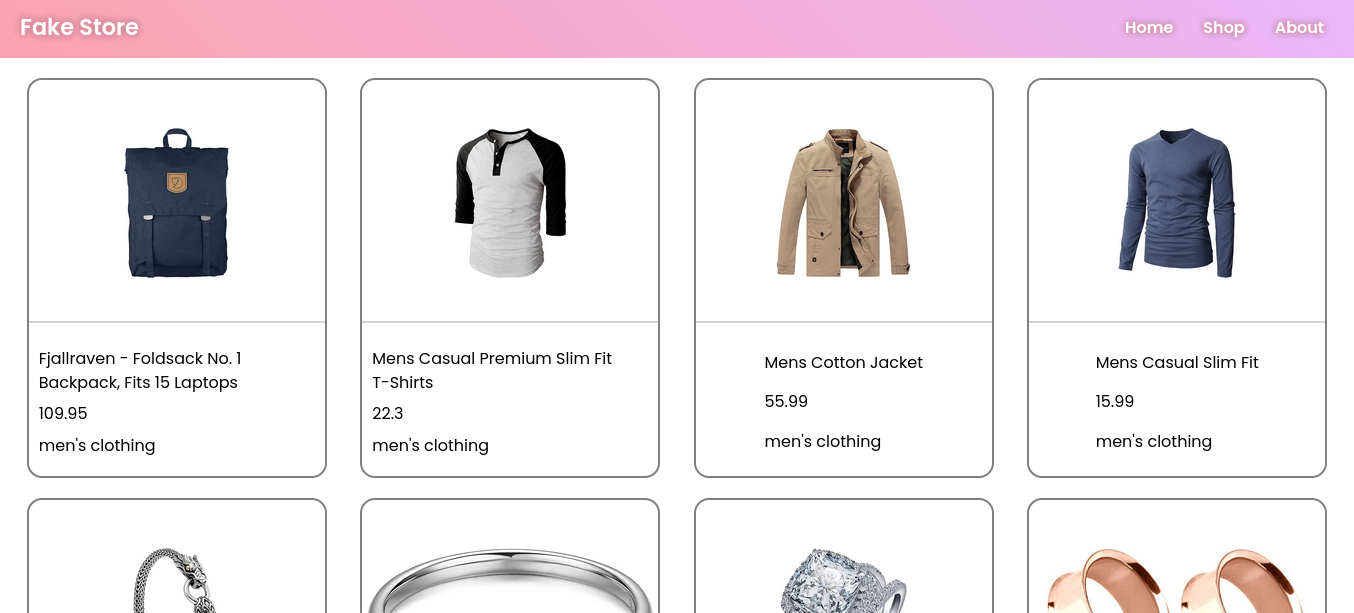 Fake Store
Home
Shop
About
Fjallraven - Foldsack No. 1
Backpack, Fits 15 Laptops
109.95
men's clothing
Mens Casual Premium Slim Fit
T-Shirts
22.3
men's clothing
Mens Cotton Jacket
55.99
men's clothing
Mens Casual Slim Fit
15.99
men's clothing